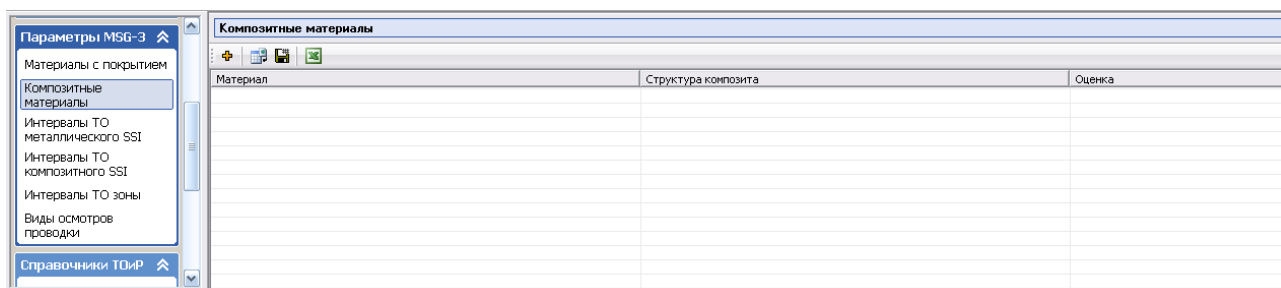 Параметры MSG-3
Материалы с покрытием
Композитные
материалы
Интервалы ТО
металлического SSI
Интервалы ТО
композитного SSI
Интервалы ТО зоны
Виды осмотров
проводки
Справочники ТОиР
Композитные материалы
Материал Структура композита Оценка